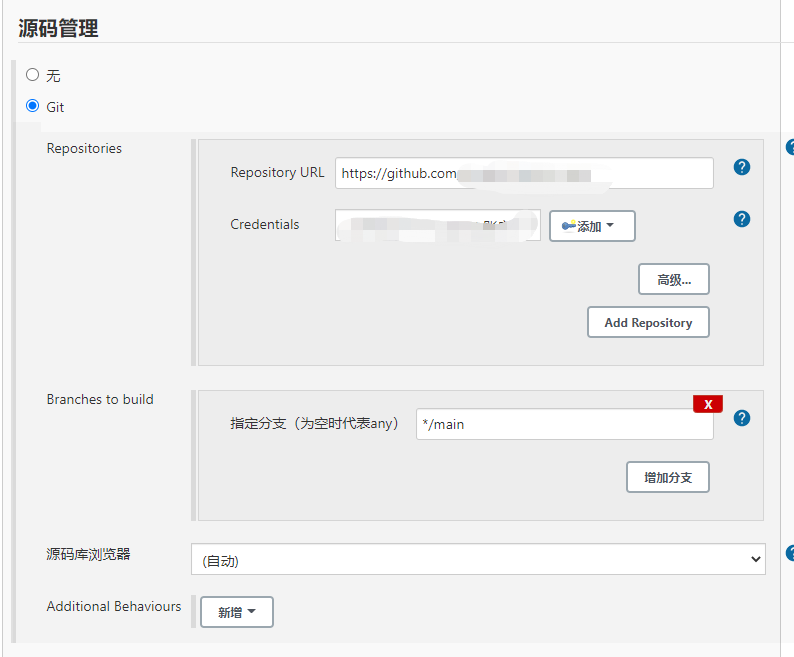 源码管理
无
Git
Repositories
Repository URL
https://github.com
Credentials
添加
高级...
Add Repository
Branches to build
指定分支（为空时代表any）
*/main
X
增加分支
源码库浏览器
(自动)
Additional Behaviours
新增